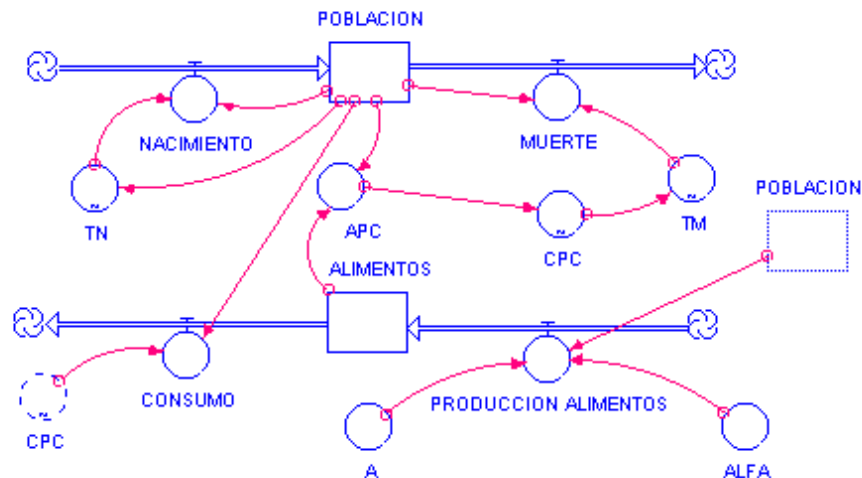 POBLACION
NACIMIENTO
MUERTE
POBLACION
TN
APC
CPC
TM
ALIMENTOS
CPC
CONSUMO
PRODUCCION ALIMENTOS
A
ALFA